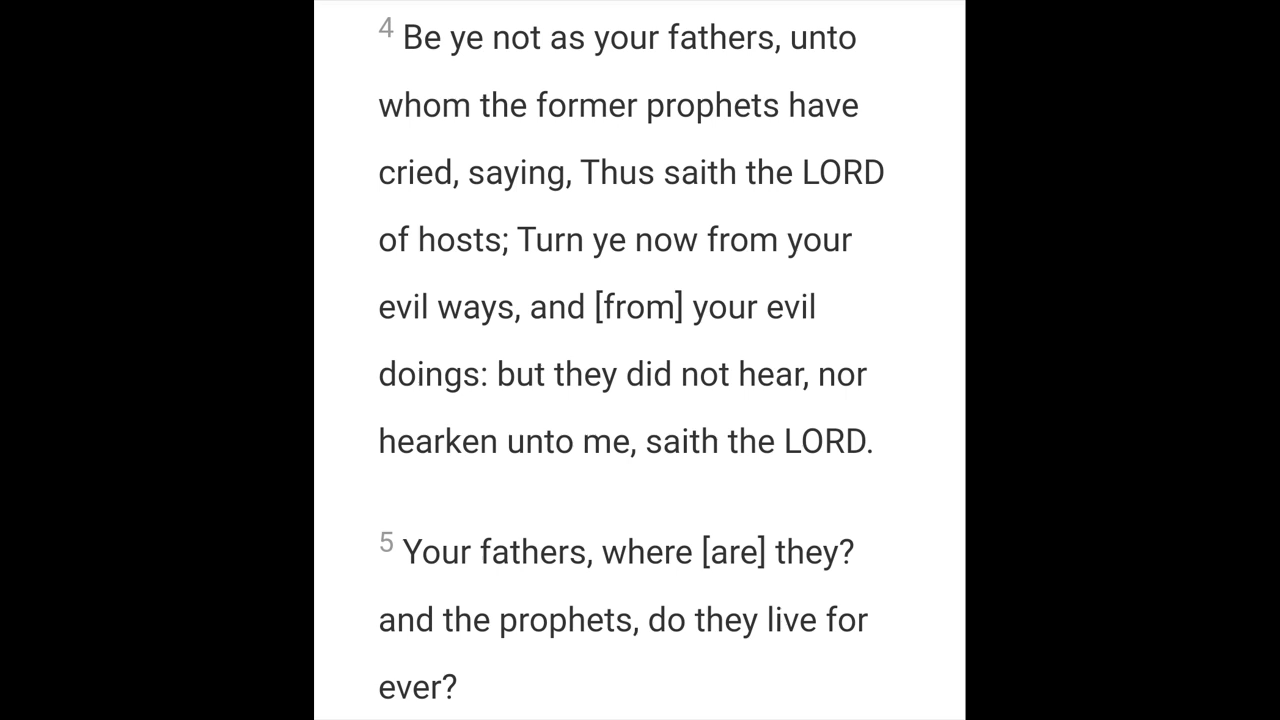 4 Be ye not as your fathers, unto
whom the former prophets have
cried, saying, Thus saith the LORD
of hosts; Turn ye now from your
evil ways, and [from] your evil
doings: but they did not hear, nor
hearken unto me, saith the LORD.
5 Your fathers, where [are] they?
and the prophets, do they live for
ever?